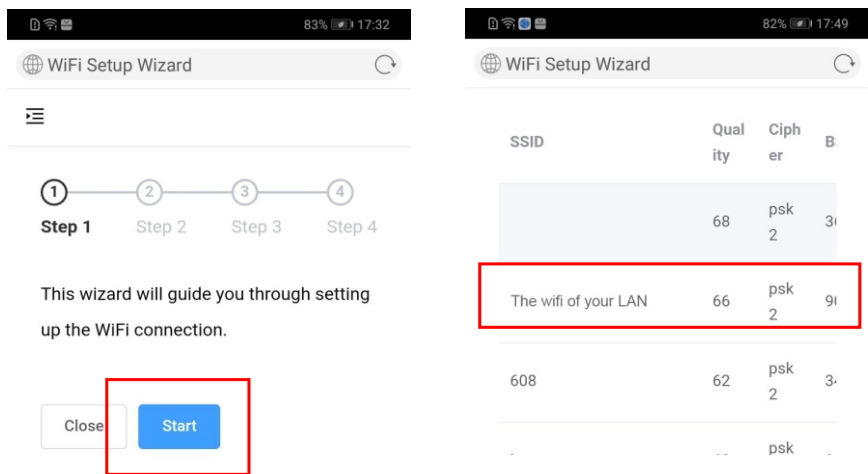 83% 17:32
WiFi Setup Wizard
1 2 3 4
Step 1 Step 2 Step 3 Step 4
This wizard will guide you through setting
up the WiFi connection.
Close Start
82% 17:49
WiFi Setup Wizard
SSID Qual
ity Ciph
er B
68 psk
2
The wifi of your LAN 66 psk
2
608 62 psk
2
psk